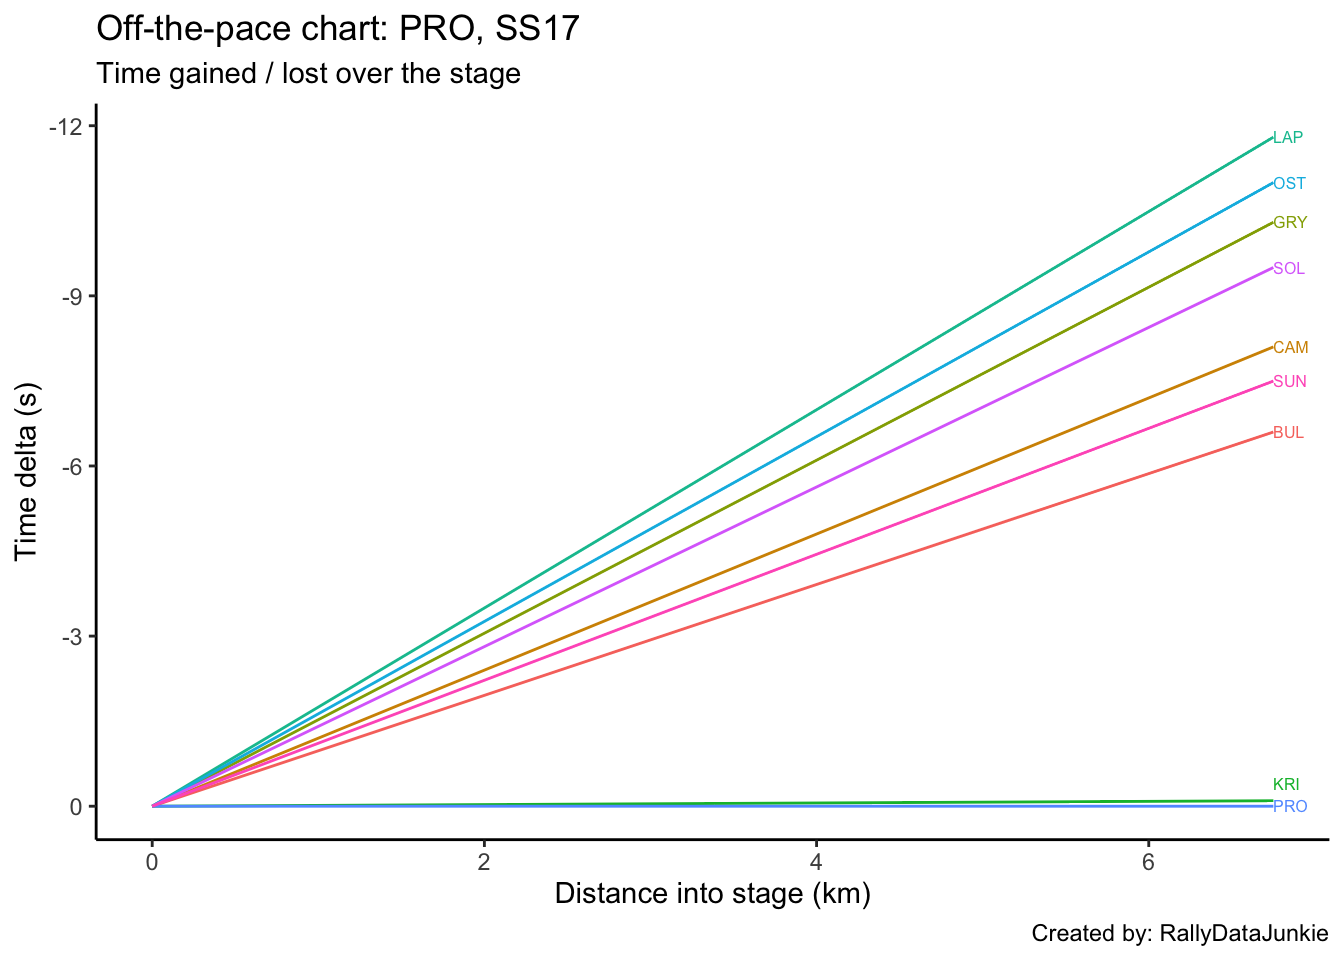 Off-the-pace chart: PRO, SS17
Time gained / lost over the stage
-12
-9
-6
-3
0
Time delta (s)
LAP
OST
GRY
SOL
CAM
SUN
BUL
KRI
PRO
0 2 4 6
Distance into stage (km)
Created by: RallyDataJunkie